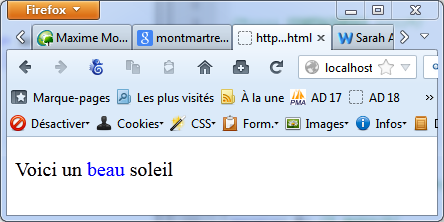 Firefox
Maxime Mo... montmartre... http...html Sarah A
localhost
Marque-pages Les plus visités À la une AD 17 AD 18 »
Désactiver Cookies CSS Form. Images Infos
Voici un beau soleil